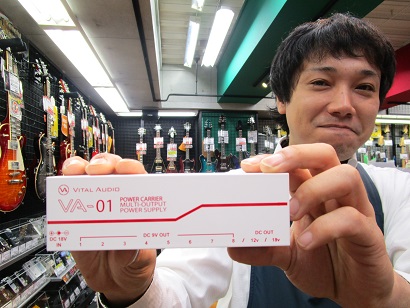 VA VITAL AUDIO
VA-01 POWER CARRIER
MULTI-OUTPUT
POWER SUPPLY
DC 18V
IN
DC 9V OUT
DC OUT
1 2 3 4 5 6 7 8 / 12v / 18v